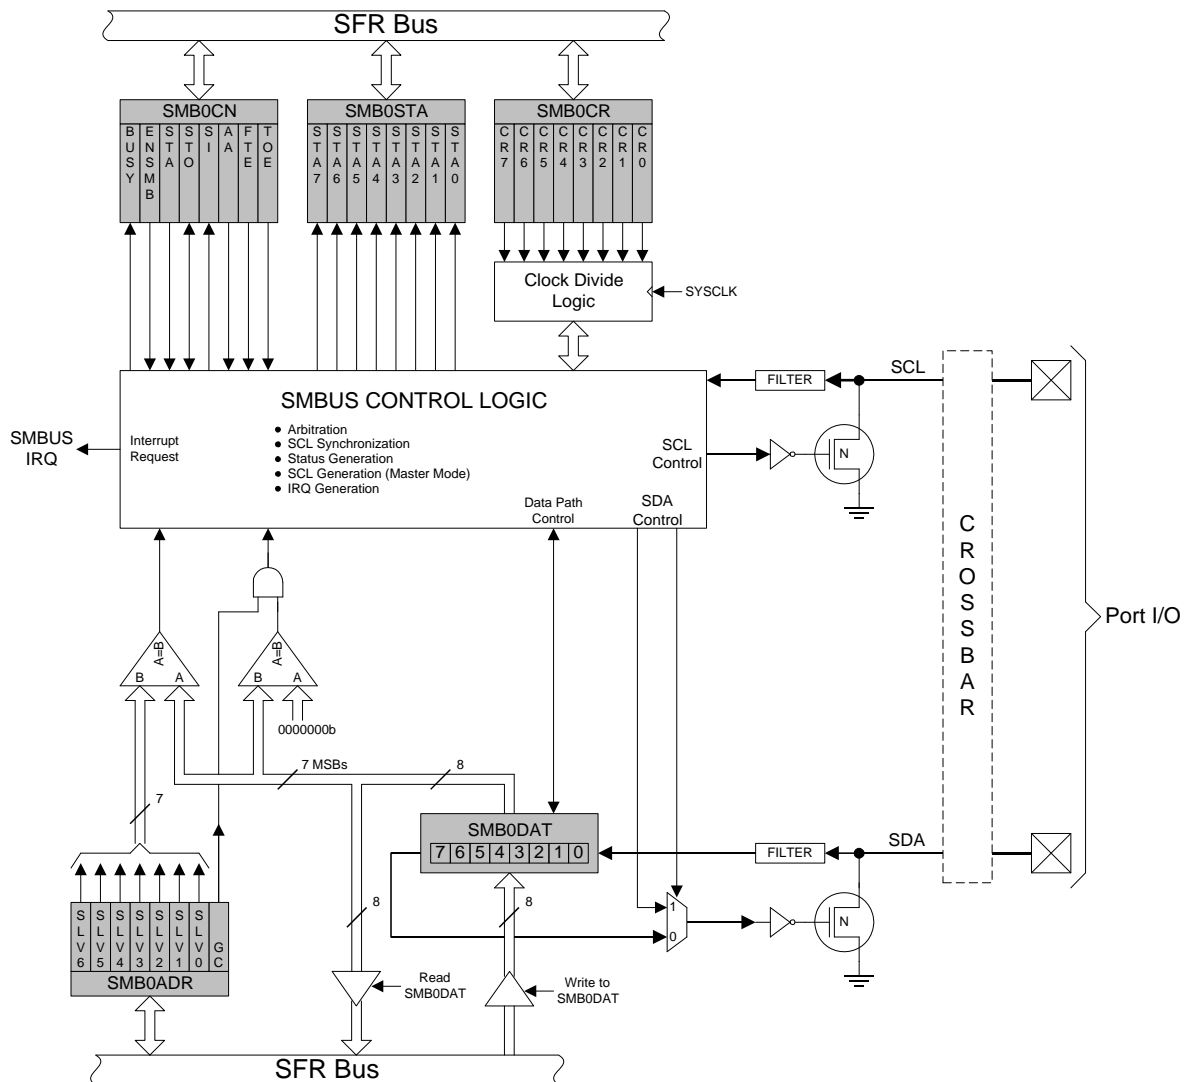 SFR Bus
SMB0CN
BUSY
ENSMB
STA
STO
SI
AA
FTE
TOE
SMB0STA
STA7
STA6
STA5
STA4
STA3
STA2
STA1
STA0
SMB0CR
CR7
CR6
CR5
CR4
CR3
CR2
CR1
CR0
Clock Divide
Logic
SYSCLK
SMBUS CONTROL LOGIC
Arbitration
SCL Synchronization
Status Generation
SCL Generation (Master Mode)
IRQ Generation
SMBUS
IRQ
Interrupt
Request
Data Path
Control
SCL
Control
SDA
Control
FILTER
SCL
N
CROSSBAR
Port I/O
A=B
B
A
A=B
B
A
0000000b
7 MSBs
8
7
SMB0DAT
7 6 5 4 3 2 1 0
FILTER
SDA
8
8
1
0
N
SLV6
SLV5
SLV4
SLV3
SLV2
SLV1
SLV0
GC
SMB0ADR
Read
SMB0DAT
Write to
SMB0DAT
SFR Bus